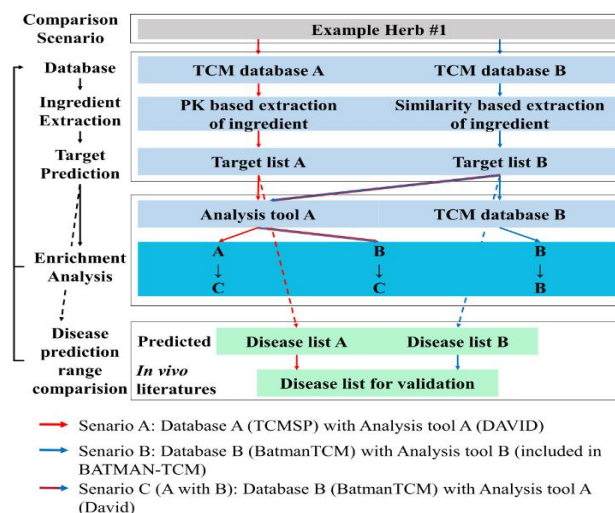 Comparison
Scenario
Example Herb #1
Database
TCM database A
TCM database B
Ingredient
Extraction
PK based extraction
of ingredient
Similarity based extraction
of ingredient
Target
Prediction
Target list A
Target list B
Analysis tool A
TCM database B
Enrichment
Analysis
A
B
B
↓
↓
↓
C
C
B
Disease
prediction
range
comparision
Predicted
Disease list A
Disease list B
In vivo
literatures
Disease list for validation
Senario A: Database A (TCMSP) with Analysis tool A (DAVID)
Senario B: Database B (BatmanTCM) with Analysis tool B (included in
BATMAN-TCM)
Senario C (A with B): Database B (BatmanTCM) with Analysis tool A
(David)